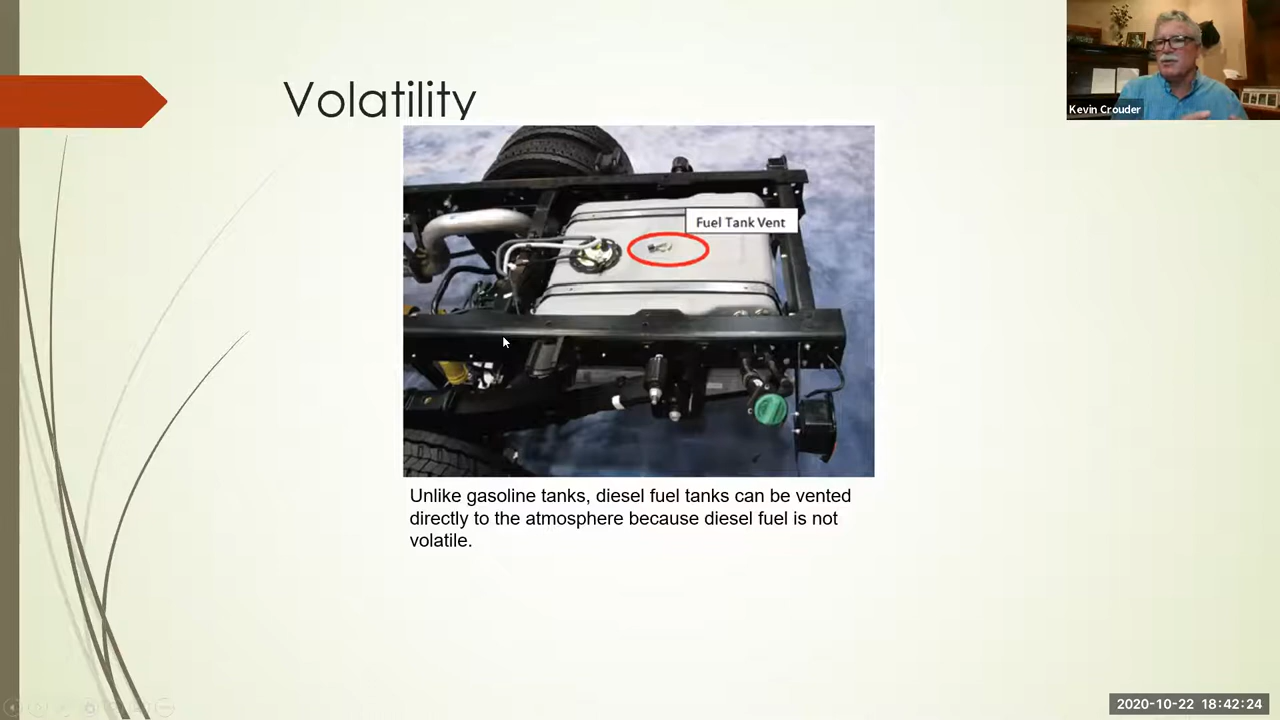 Volatility
Kevin Crouder
Fuel Tank Vent
Unlike gasoline tanks, diesel fuel tanks can be vented
directly to the atmosphere because diesel fuel is not
volatile.
2020-10-22 18:42:24